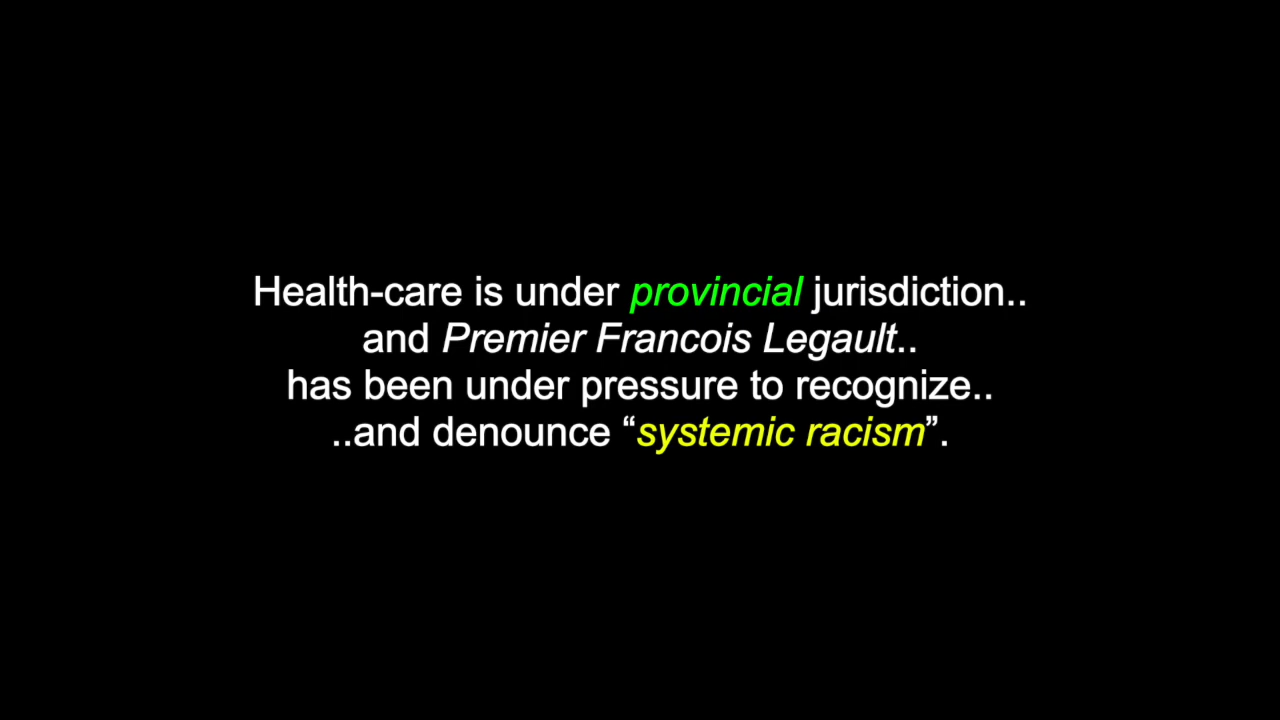 Health-care is under provincial jurisdiction..
and Premier Francois Legault..
has been under pressure to recognize..
..and denounce “systemic racism”.